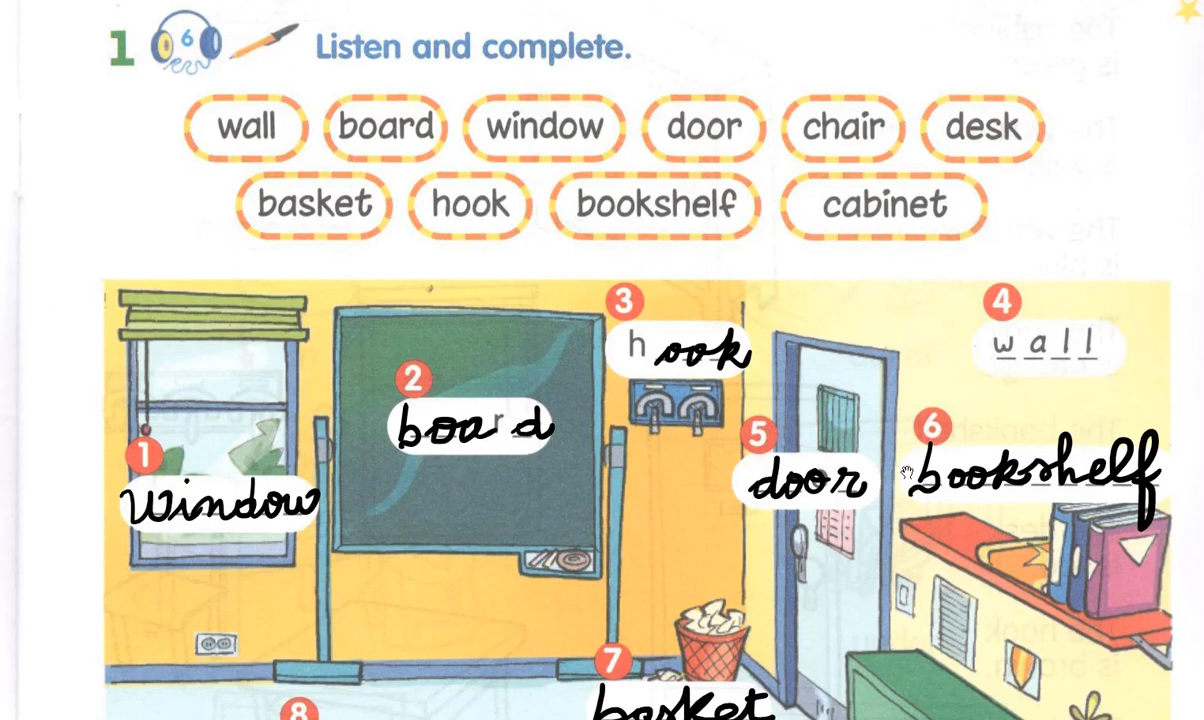 1 6 Listen and complete.
wall board window door chair desk
basket hook bookshelf cabinet
3
hook
4
wall
2
board
1
window
5
door
6
bookshelf
7
basket
8